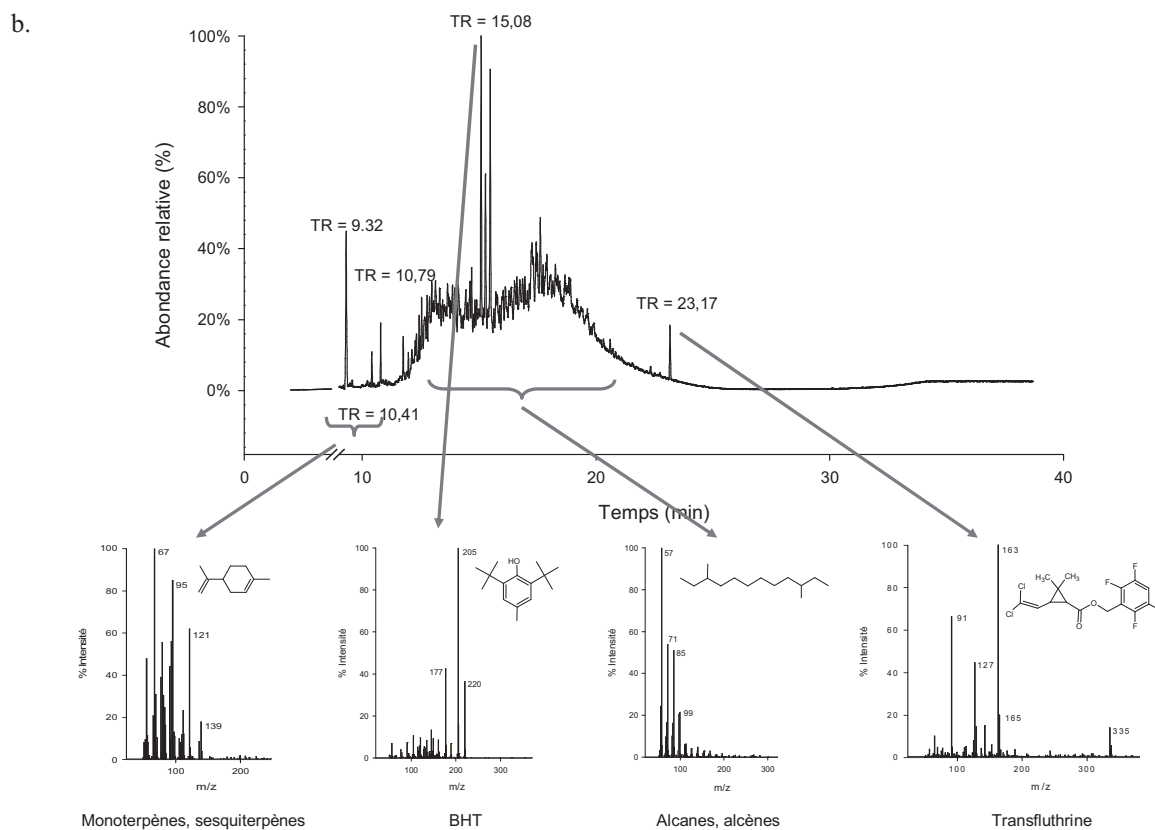 b.
TR = 15,08
100%
80%
60%
40%
20%
0%
Abondance relative (%)
TR = 9.32
TR = 10,79
TR = 23,17
TR = 10,41
0
10
20
30
40
Temps (min)
100
80
60
40
20
0
% Intensité
67
95
121
139
100
200
m/z
Monoterpènes, sesquiterpènes
100
80
60
40
20
0
% Intensité
205
177
220
HO
100
200
300
m/z
BHT
100
80
60
40
20
0
% Intensité
57
71
85
99
100
200
300
m/z
Alcanes, alcènes
100
80
60
40
20
0
% Intensité
163
91
127
165
335
H₃C
CH₃
Cl
Cl
O
O
F
F
F
100
200
300
m/z
Transfluthrine